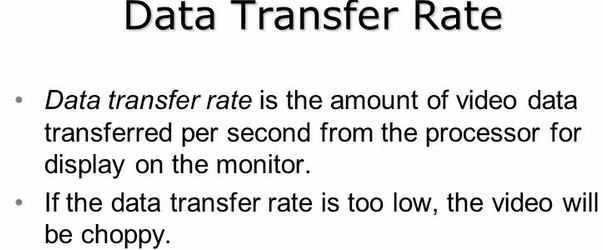 Data Transfer Rate
• Data transfer rate is the amount of video data
transferred per second from the processor for
display on the monitor.
• If the data transfer rate is too low, the video will
be choppy.